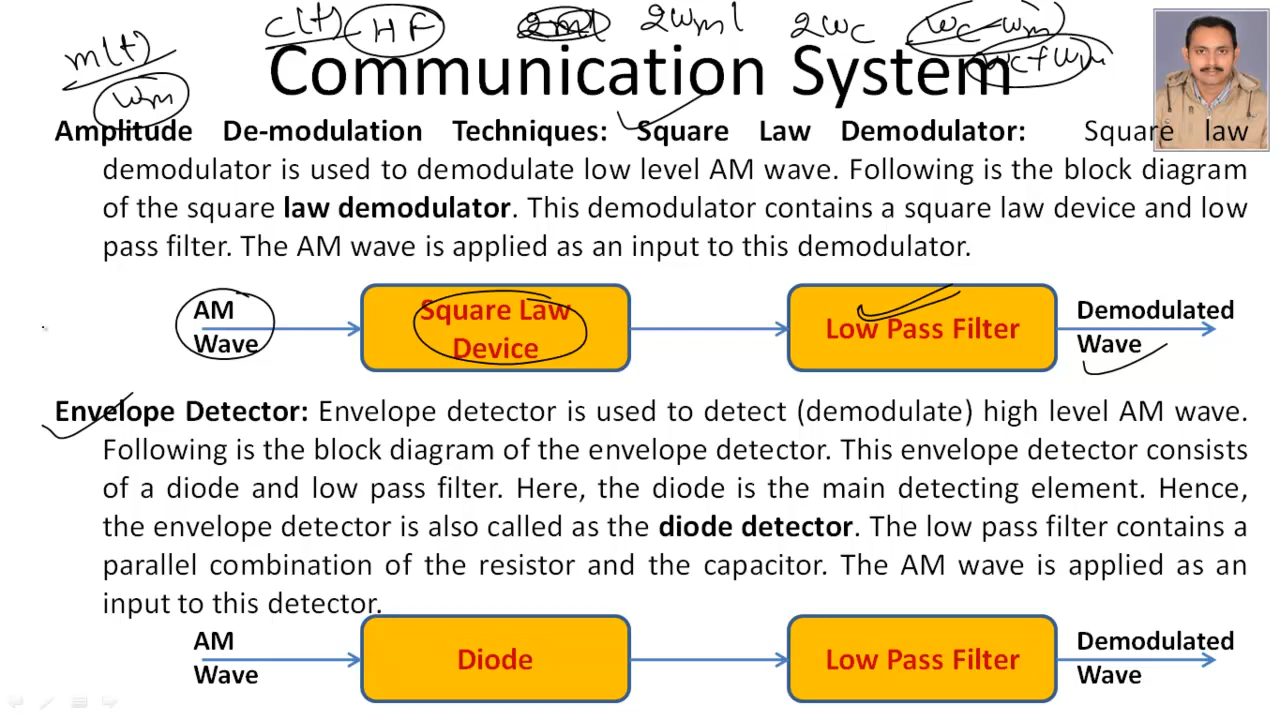 c(t) - HF 2wm 2wc wc-wm
m(t)
wm
wc+wm
Communication System
Amplitude De-modulation Techniques: Square Law Demodulator: Square law
demodulator is used to demodulate low level AM wave. Following is the block diagram
of the square law demodulator. This demodulator contains a square law device and low
pass filter. The AM wave is applied as an input to this demodulator.
AM
Wave
Square Law
Device
Low Pass Filter
Demodulated
Wave
Envelope Detector: Envelope detector is used to detect (demodulate) high level AM wave.
Following is the block diagram of the envelope detector. This envelope detector consists
of a diode and low pass filter. Here, the diode is the main detecting element. Hence,
the envelope detector is also called as the diode detector. The low pass filter contains a
parallel combination of the resistor and the capacitor. The AM wave is applied as an
input to this detector.
AM
Wave
Diode
Low Pass Filter
Demodulated
Wave